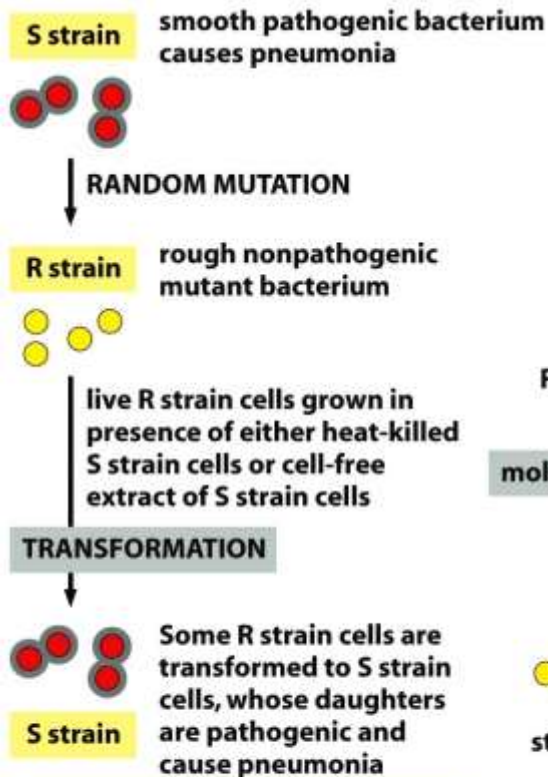 S strain
smooth pathogenic bacterium
causes pneumonia
RANDOM MUTATION
R strain
rough nonpathogenic
mutant bacterium
live R strain cells grown in
presence of either heat-killed
S strain cells or cell-free
extract of S strain cells
TRANSFORMATION
Some R strain cells are
transformed to S strain
cells, whose daughters
are pathogenic and
cause pneumonia
S strain
mol
st